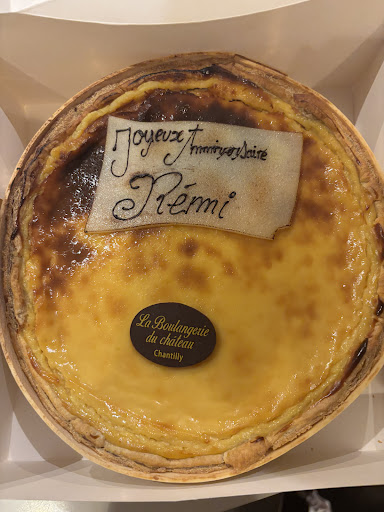 Joyeux Anniversaire
Rémi
La Boulangerie
du château
Chantilly